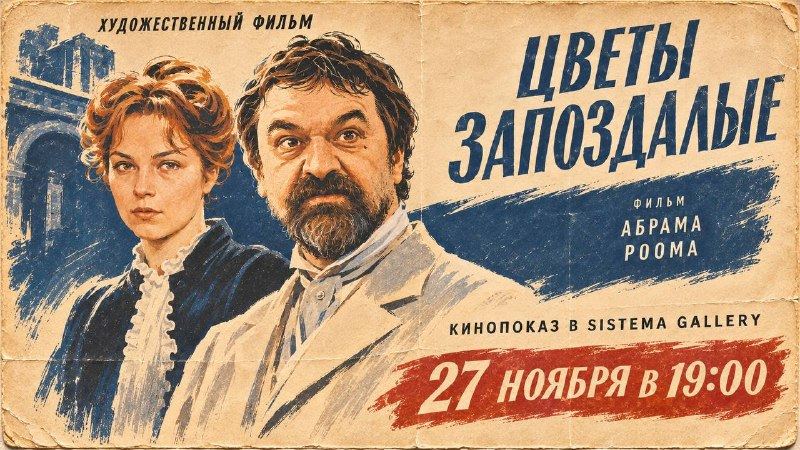 ХУДОЖЕСТВЕННЫЙ ФИЛЬМ
ЦВЕТЫ
ЗАПОЗДАЛЫЕ
ФИЛЬМ
АБРАМА
РООМА
КИНОПОКАЗ В SISTEMA GALLERY
27 НОЯБРЯ В 19:00